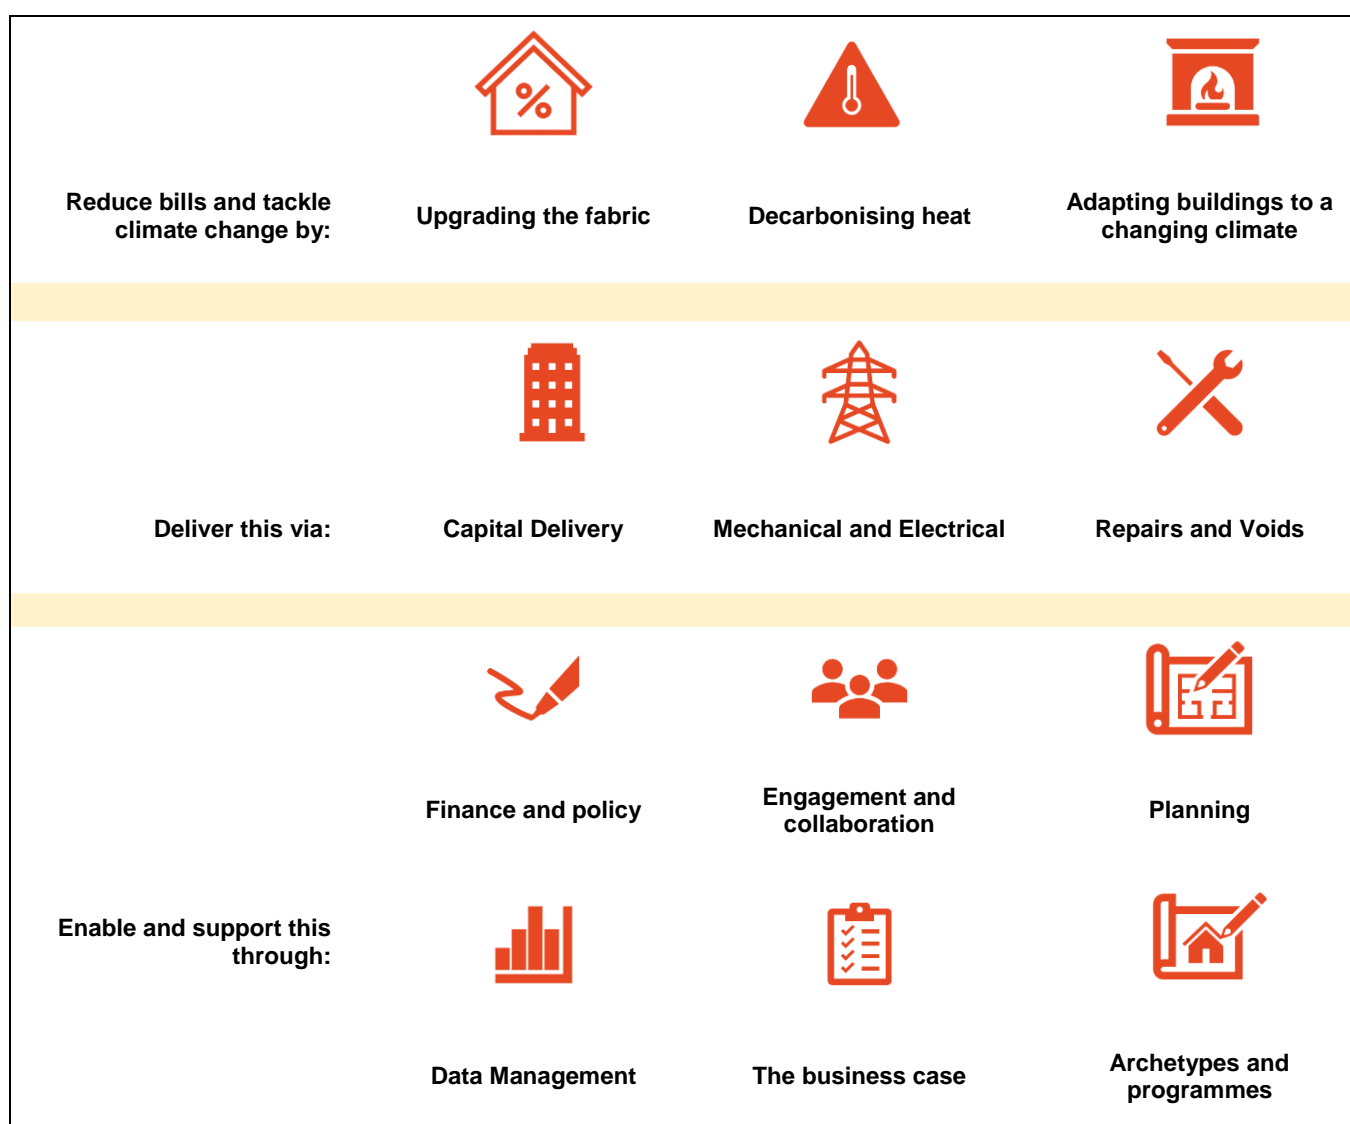 Reduce bills and tackle
climate change by:
Upgrading the fabric
Decarbonising heat
Adapting buildings to a
changing climate
Deliver this via:
Capital Delivery
Mechanical and Electrical
Repairs and Voids
Enable and support this
through:
Finance and policy
Engagement and
collaboration
Planning
Data Management
The business case
Archetypes and
programmes